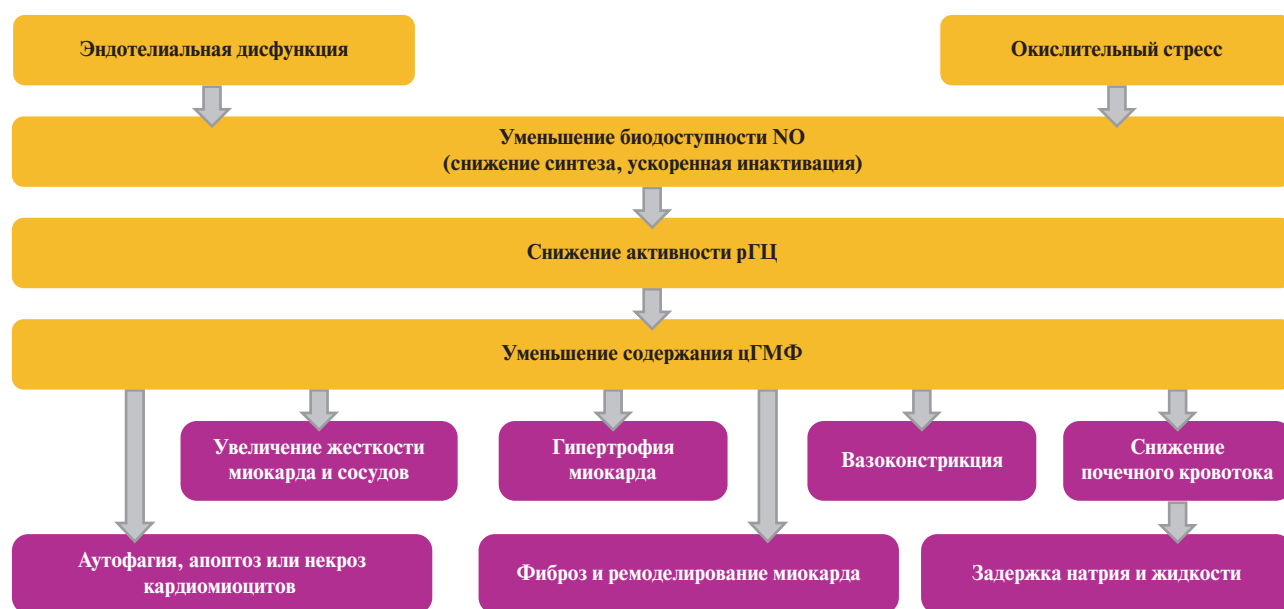 Эндотелиальная дисфункция
Окислительный стресс
Уменьшение биодоступности NO
(снижение синтеза, ускоренная инактивация)
Снижение активности рГЦ
Уменьшение содержания цГМФ
Увеличение жесткости
миокарда и сосудов
Гипертрофия
миокарда
Вазоконстрикция
Снижение
почечного кровотока
Аутофагия, апоптоз или некроз
кардиомиоцитов
Фиброз и ремоделирование миокарда
Задержка натрия и жидкости